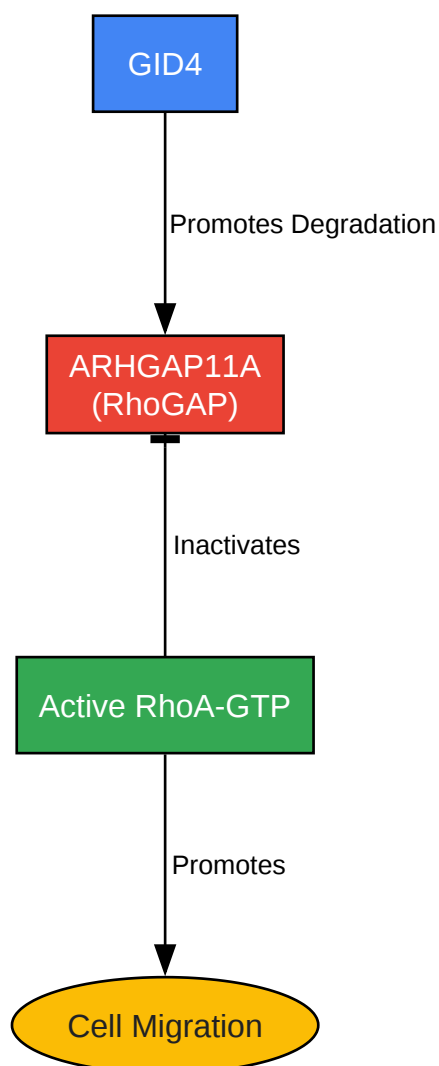 GID4
Promotes Degradation
ARHGAP11A
(RhoGAP)
Inactivates
Active RhoA-GTP
Promotes
Cell Migration